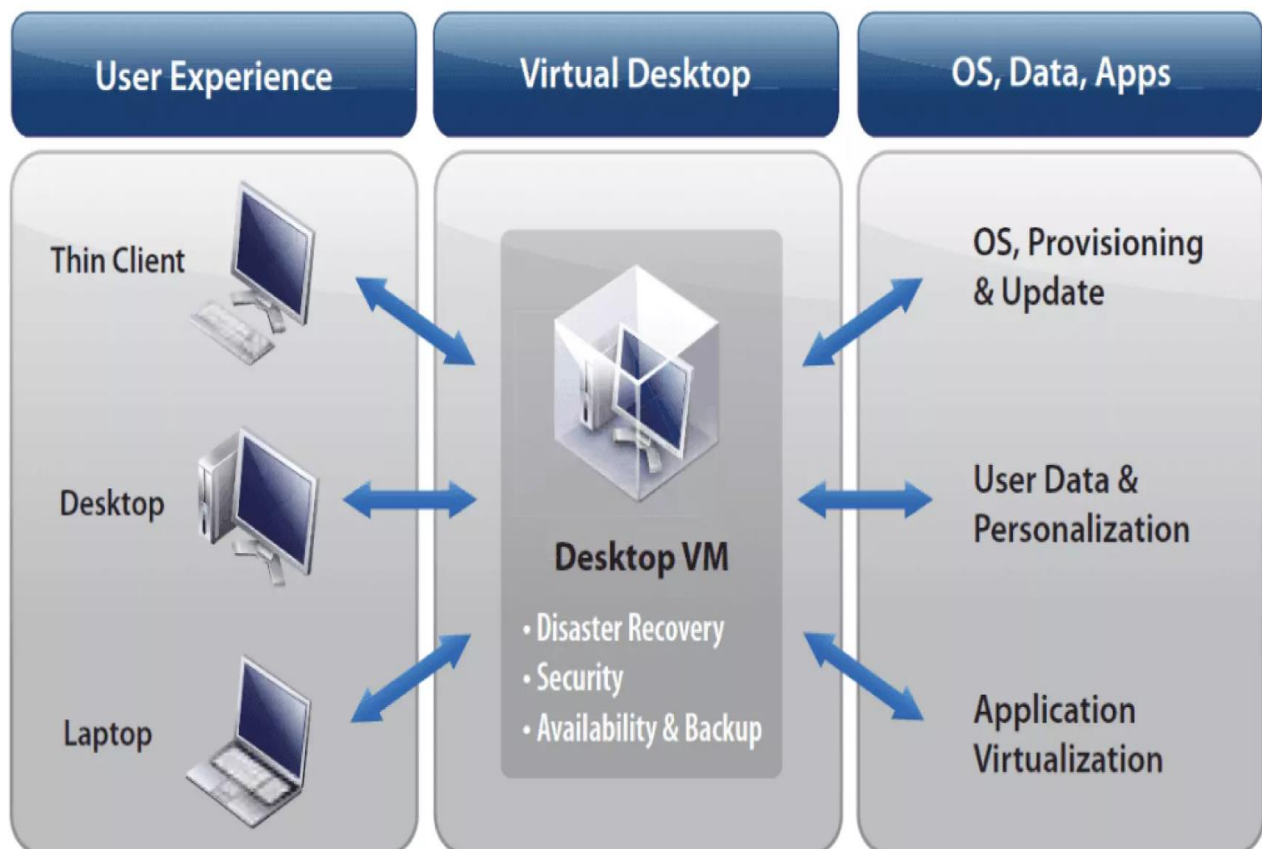 User Experience
Virtual Desktop
OS, Data, Apps
Thin Client
Desktop
Laptop
Desktop VM
• Disaster Recovery
• Security
• Availability & Backup
OS, Provisioning
& Update
User Data &
Personalization
Application
Virtualization